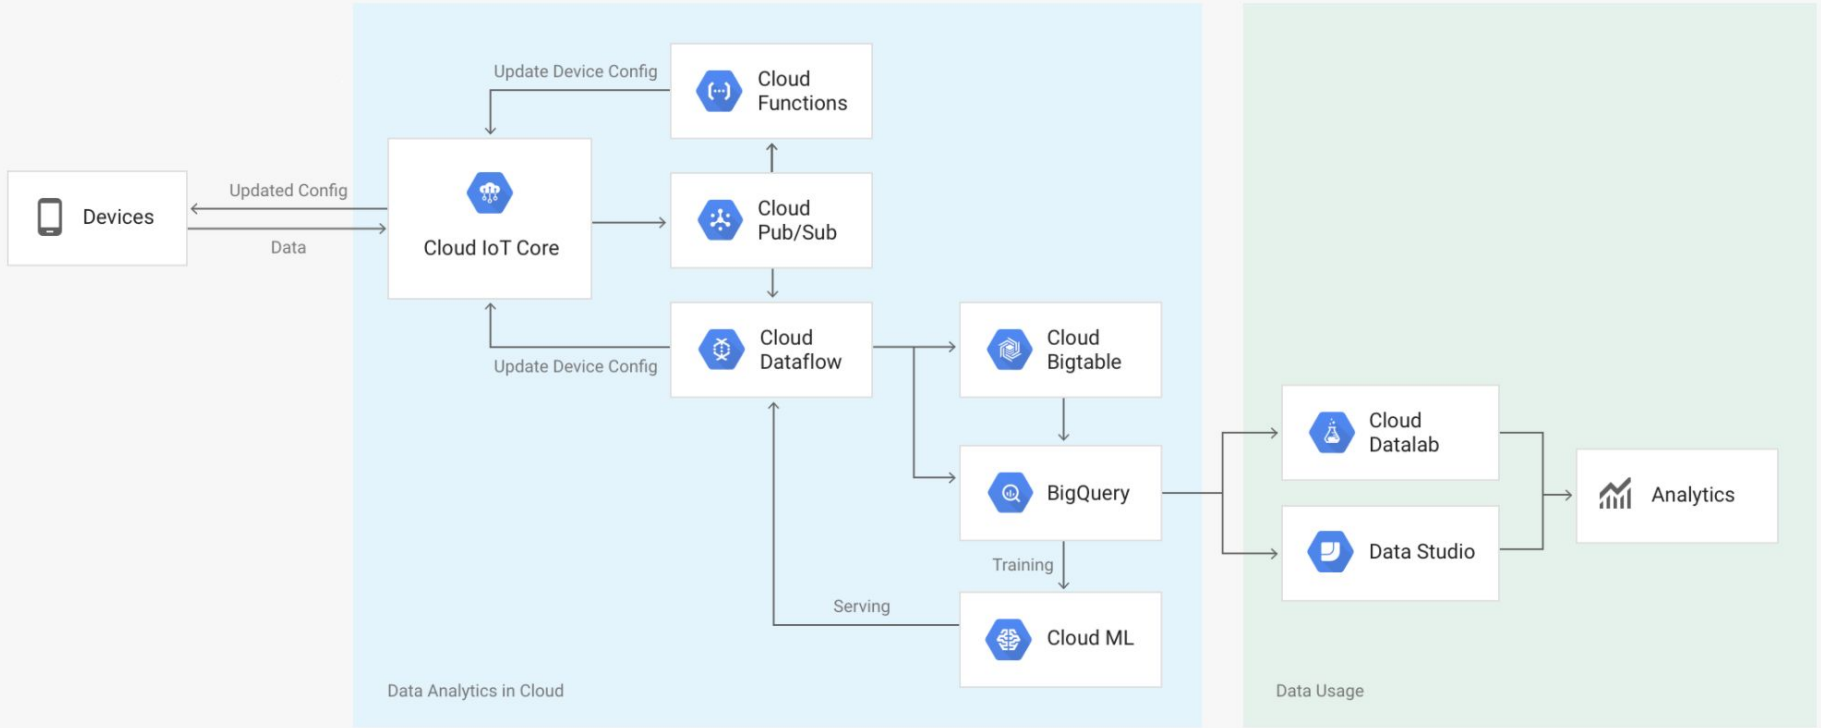 Update Device Config
Cloud
Functions
Devices
Updated Config
Data
Cloud IoT Core
Cloud
Pub/Sub
Update Device Config
Cloud
Dataflow
Cloud
Bigtable
BigQuery
Training
Serving
Cloud ML
Data Analytics in Cloud
Cloud
Datalab
Data Studio
Analytics
Data Usage